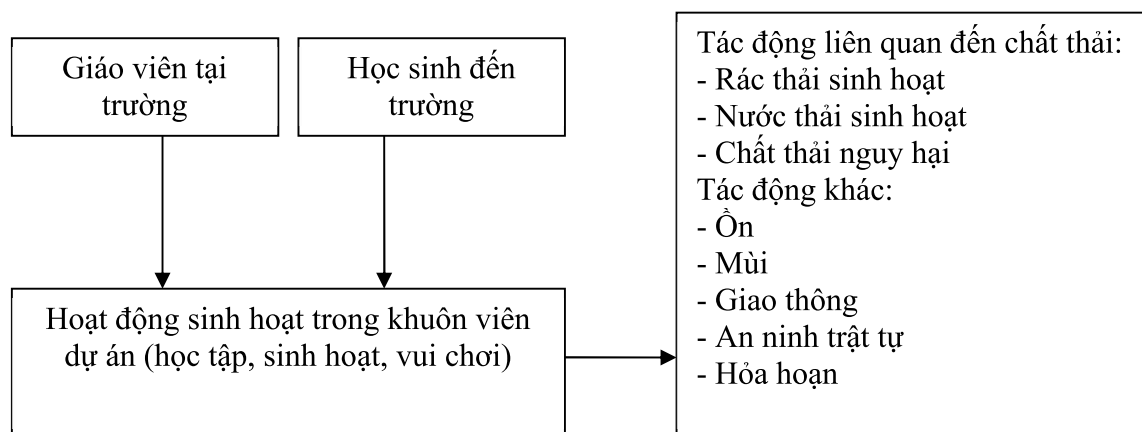 Giáo viên tại
trường
Học sinh đến
trường
Hoạt động sinh hoạt trong khuôn viên
dự án (học tập, sinh hoạt, vui chơi)
Tác động liên quan đến chất thải:
- Rác thải sinh hoạt
- Nước thải sinh hoạt
- Chất thải nguy hại
Tác động khác:
- Ồn
- Mùi
- Giao thông
- An ninh trật tự
- Hỏa hoạn